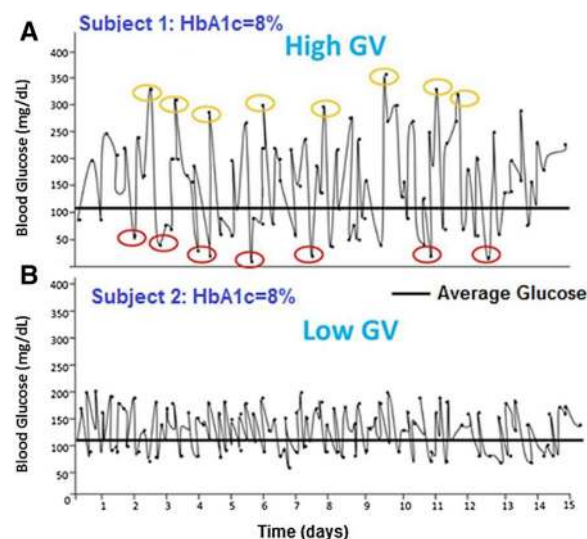 A
Subject 1: HbA1c=8%
High GV
Blood Glucose (mg/dL)
400
350
300
250
200
150
100
50
B
Subject 2: HbA1c=8%
Average Glucose
Low GV
Blood Glucose (mg/dL)
400
350
300
250
200
150
100
50
0
1 2 3 4 5 6 7 8 9 10 11 12 13 14 15
Time (days)